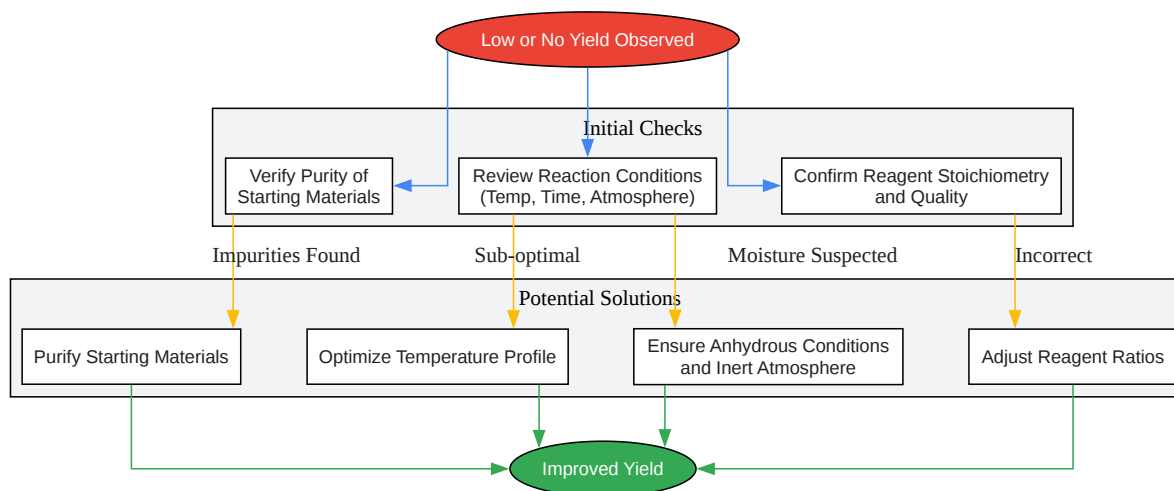 Low or No Yield Observed
Initial Checks
Verify Purity of
Starting Materials
Review Reaction Conditions
(Temp, Time, Atmosphere)
Confirm Reagent Stoichiometry
and Quality
Impurities Found
Sub-optimal
Moisture Suspected
Incorrect
Potential Solutions
Purify Starting Materials
Optimize Temperature Profile
Ensure Anhydrous Conditions
and Inert Atmosphere
Adjust Reagent Ratios
Improved Yield